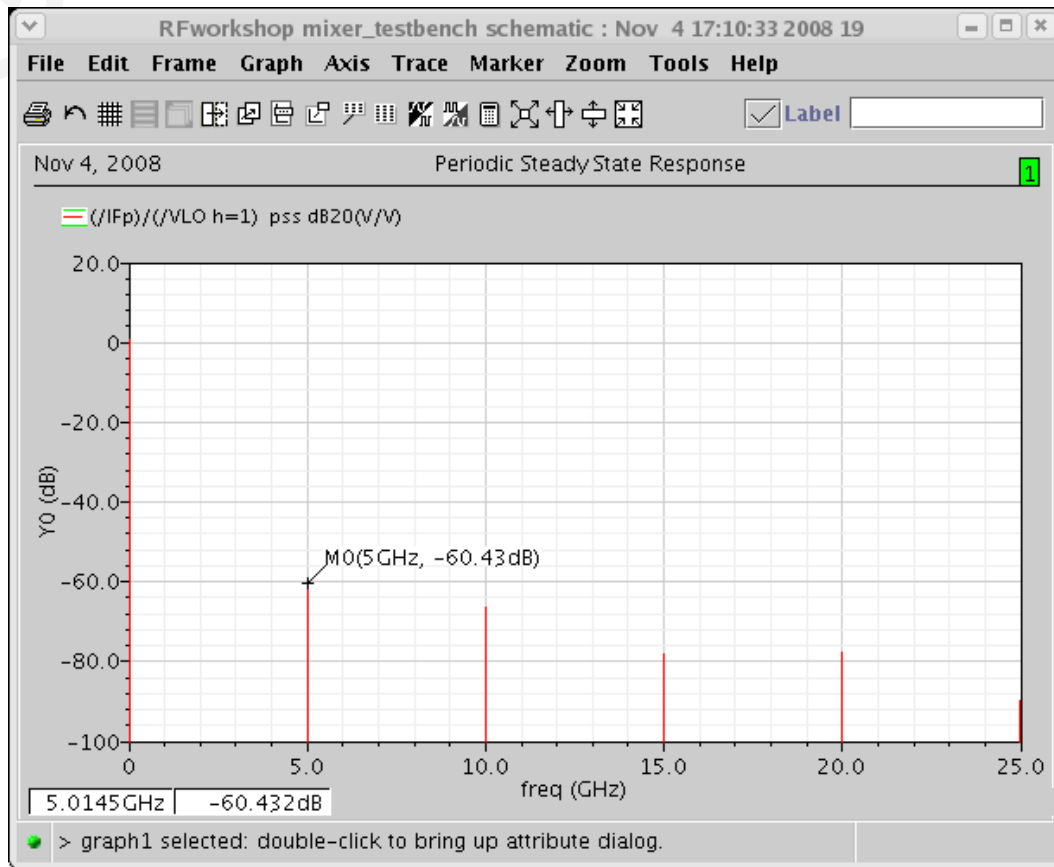 RFworkshop mixer_testbench schematic : Nov 4 17:10:33 2008 19
File Edit Frame Graph Axis Trace Marker Zoom Tools Help
Label
Nov 4, 2008 Periodic Steady State Response 1
(/IFp)/(/VLO h=1) pss dB20(V/V)
20.0
0
-20.0
-40.0
-60.0
-80.0
-100
Y0 (dB)
M0(5GHz, -60.43dB)
0 5.0 10.0 15.0 20.0 25.0
freq (GHz)
5.0145GHz -60.432dB
> graph1 selected: double-click to bring up attribute dialog.